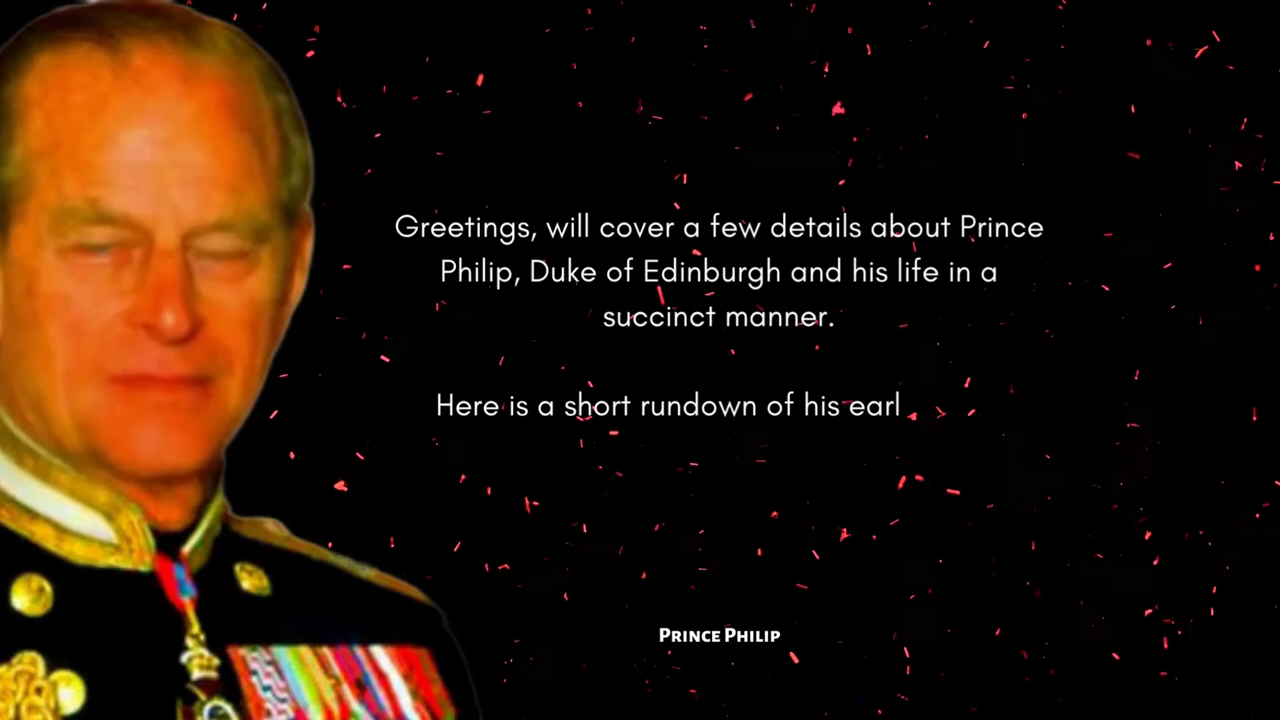 Greetings, will cover a few details about Prince
Philip, Duke of Edinburgh and his life in a
succinct manner.
Here is a short rundown of his earl
Prince Philip